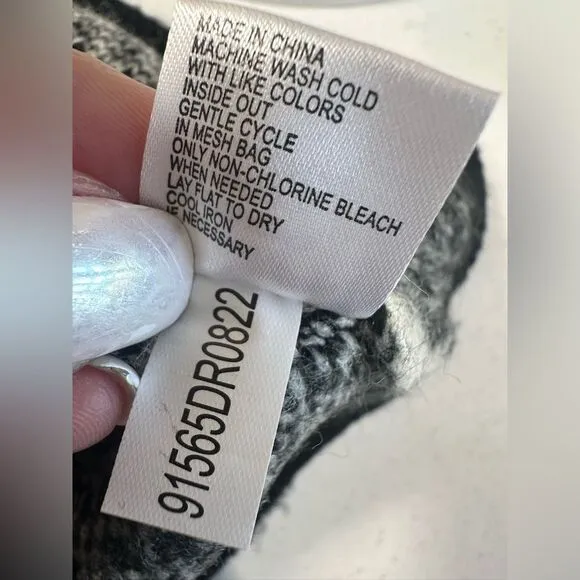 MADE IN CHINA
MACHINE WASH COLD
WITH LIKE COLORS
INSIDE OUT
GENTLE CYCLE
IN MESH BAG
ONLY NON-CHLORINE BLEACH
WHEN NEEDED
LAY FLAT TO DRY
COOL IRON
IF NECESSARY
91565DR0822